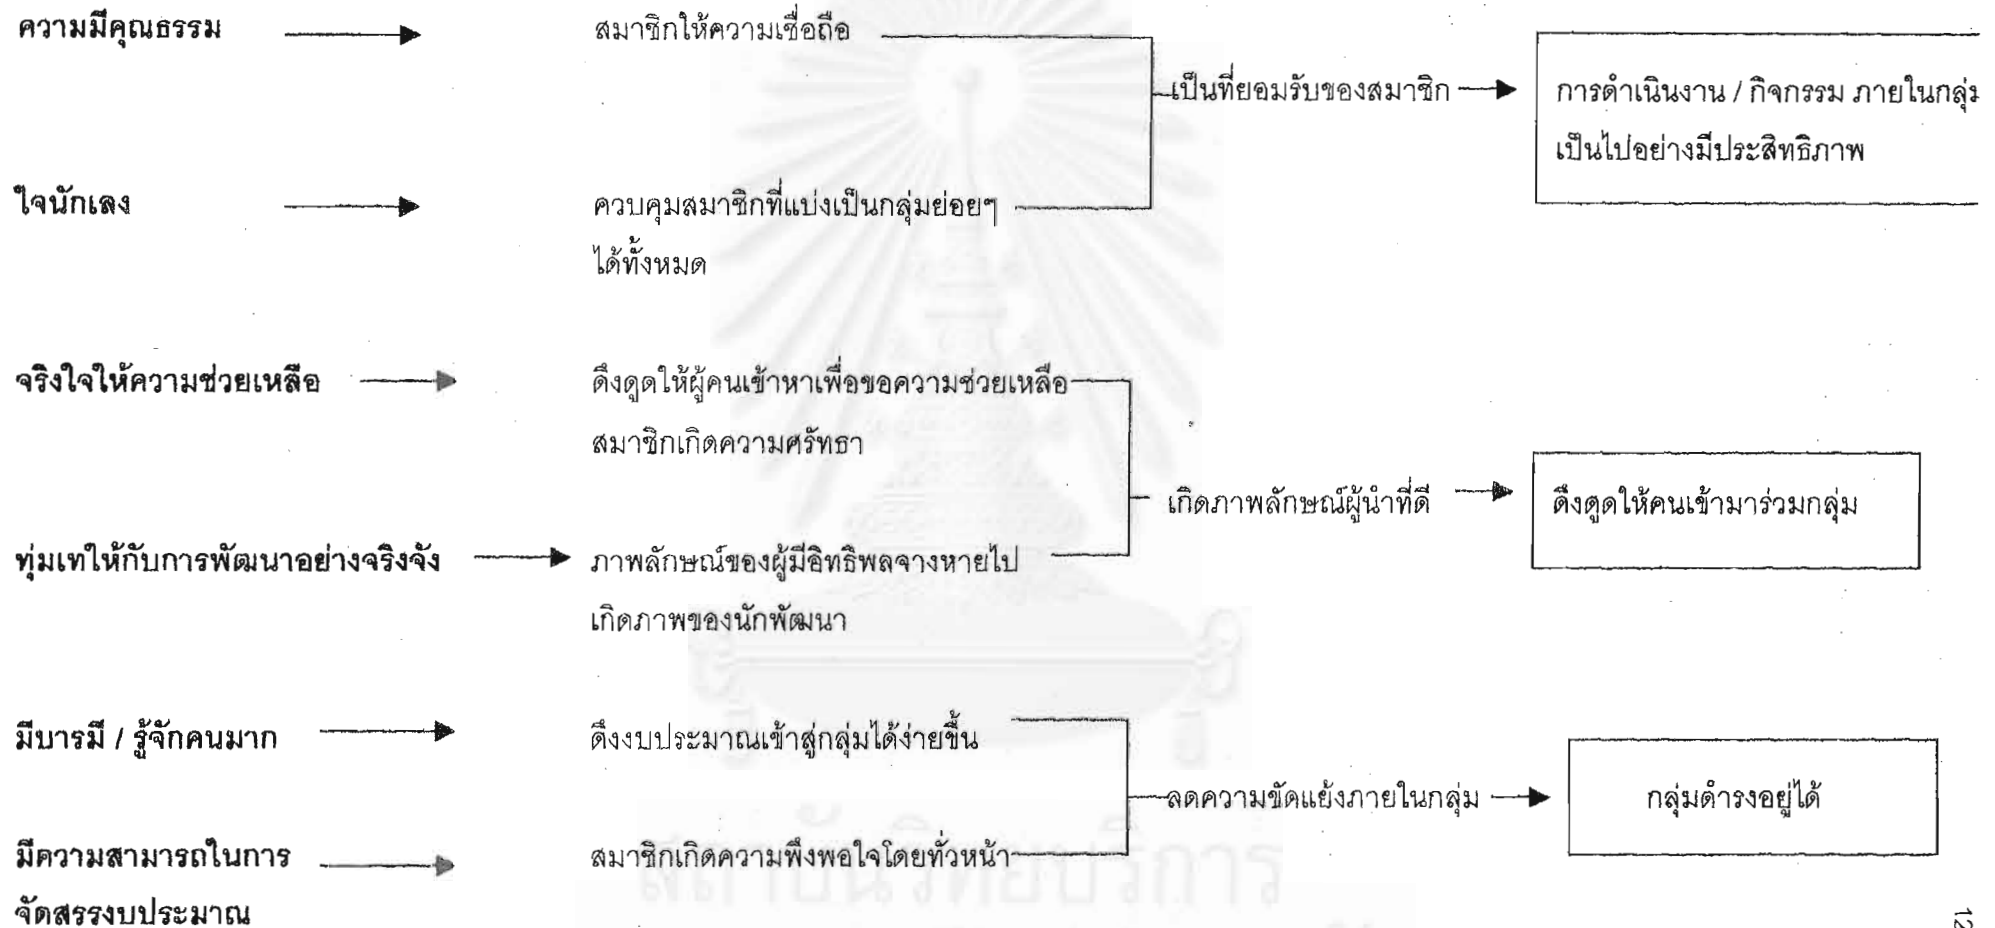 ความมีคุณธรรม
สมาชิกให้ความเชื่อถือ
เป็นที่ยอมรับของสมาชิก
การดำเนินงาน / กิจกรรม ภายในกลุ่ม
เป็นไปอย่างมีประสิทธิภาพ
ใจนักเลง
ควบคุมสมาชิกที่แบ่งเป็นกลุ่มย่อยๆ
ได้ทั้งหมด
จริงใจให้ความช่วยเหลือ
ดึงดูดให้ผู้คนเข้าหาเพื่อขอความช่วยเหลือ
สมาชิกเกิดความศรัทธา
เกิดภาพลักษณ์ผู้นำที่ดี
ดึงดูดให้คนเข้ามาร่วมกลุ่ม
ทุ่มเทให้กับการพัฒนาอย่างจริงจัง
ภาพลักษณ์ของผู้มีอิทธิพลจางหายไป
เกิดภาพของนักพัฒนา
มีบารมี / รู้จักคนมาก
ดึงงบประมาณเข้าสู่กลุ่มได้ง่ายขึ้น
ลดความขัดแย้งภายในกลุ่ม
กลุ่มดำรงอยู่ได้
มีความสามารถในการ
จัดสรรงบประมาณ
สมาชิกเกิดความพึงพอใจโดยทั่วหน้า
สถาบันวิทยบริการ